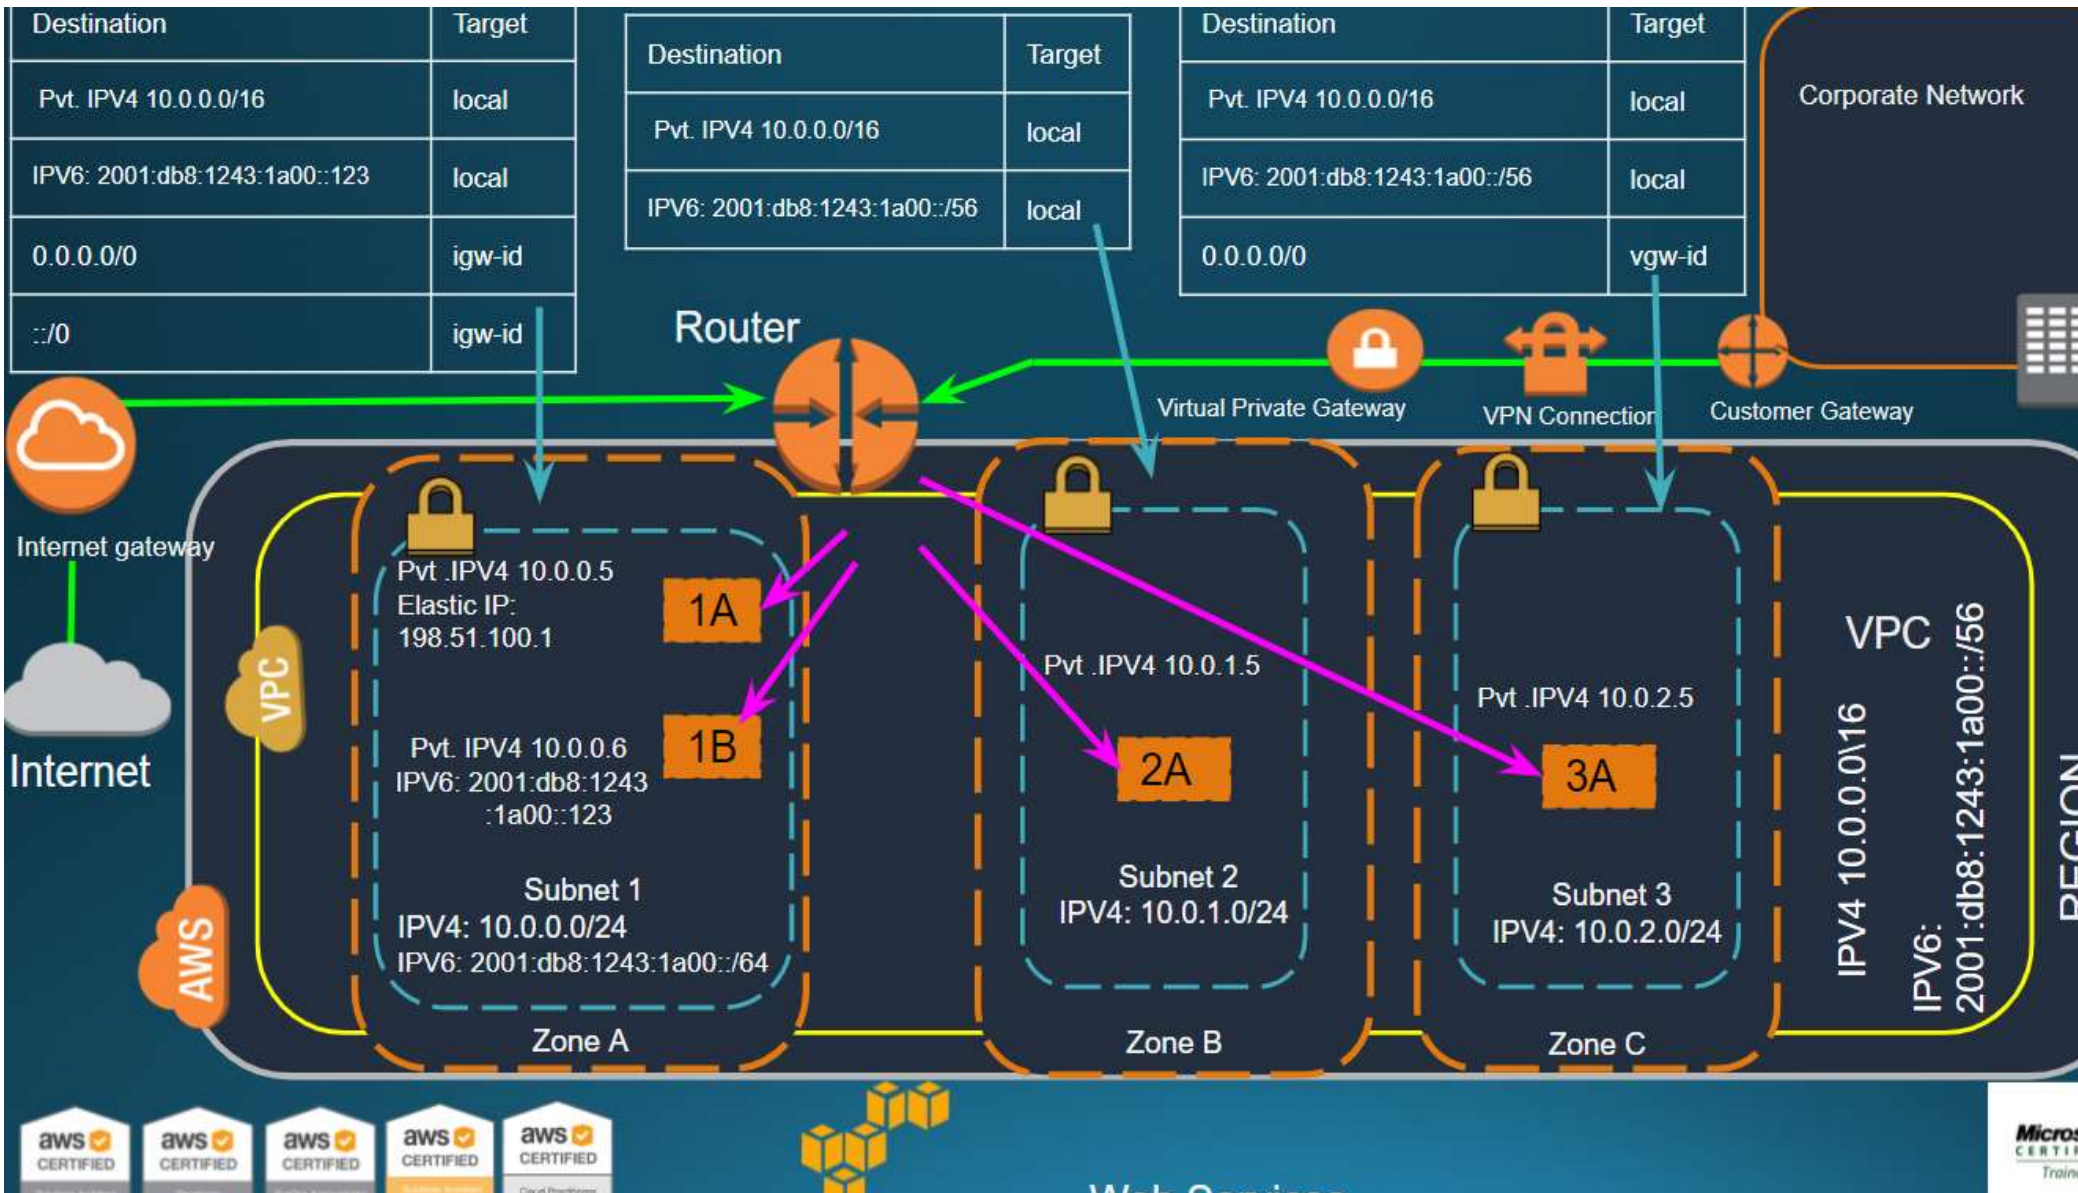 Destination Target
Pvt. IPV4 10.0.0.0/16 local
IPV6: 2001:db8:1243:1a00::123 local
0.0.0.0/0 igw-id
::/0 igw-id
Destination Target
Pvt. IPV4 10.0.0.0/16 local
IPV6: 2001:db8:1243:1a00::/56 local
Destination Target
Pvt. IPV4 10.0.0.0/16 local
IPV6: 2001:db8:1243:1a00::/56 local
0.0.0.0/0 vgw-id
Corporate Network
Router
Virtual Private Gateway
VPN Connection
Customer Gateway
Internet gateway
Internet
VPC
AWS
Pvt .IPV4 10.0.0.5
Elastic IP:
198.51.100.1
1A
Pvt. IPV4 10.0.0.6
IPV6: 2001:db8:1243
:1a00::123
1B
Subnet 1
IPV4: 10.0.0.0/24
IPV6: 2001:db8:1243:1a00::/64
Zone A
Pvt .IPV4 10.0.1.5
2A
Subnet 2
IPV4: 10.0.1.0/24
Zone B
Pvt .IPV4 10.0.2.5
3A
Subnet 3
IPV4: 10.0.2.0/24
Zone C
VPC
IPV4 10.0.0.0\16
IPV6:
2001:db8:1243:1a00::/56
REGION
aws
CERTIFIED
aws
CERTIFIED
aws
CERTIFIED
aws
CERTIFIED
aws
CERTIFIED
Cloud Practitioner
Web Services